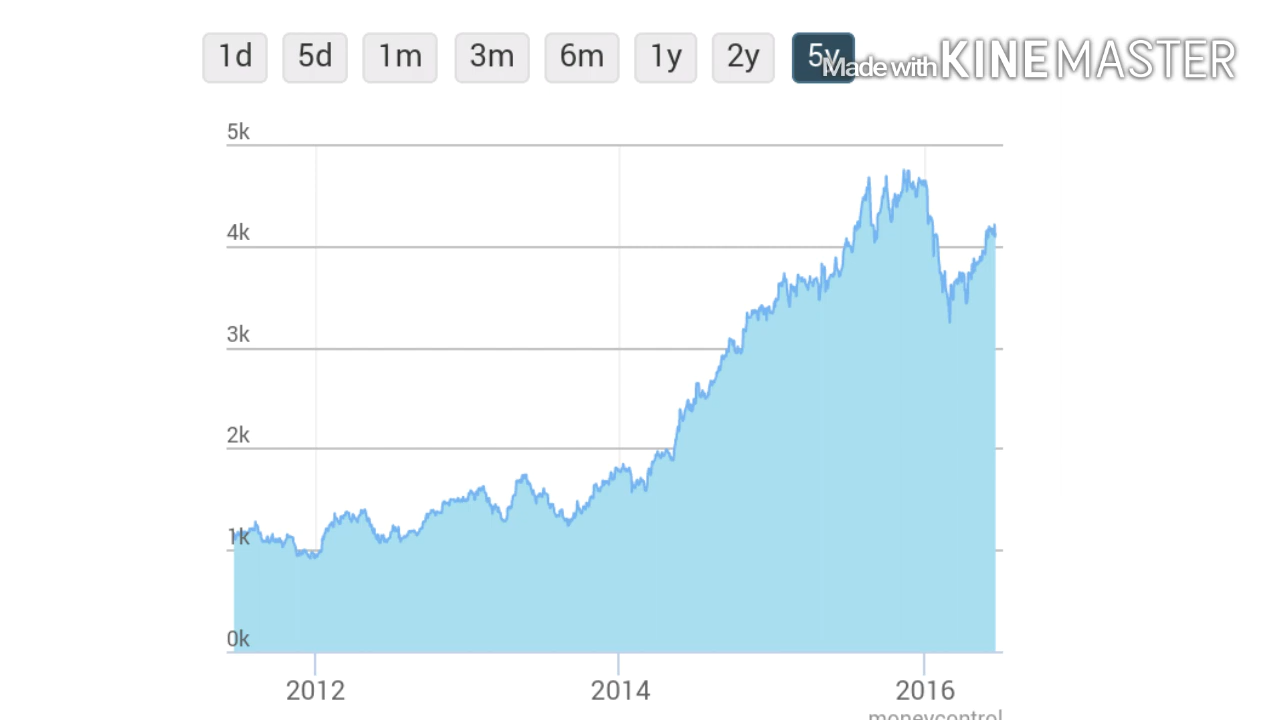 1d 5d 1m 3m 6m 1y 2y 5y Made with KINEMASTER
5k
4k
3k
2k
1k
0k
2012 2014 2016
moneycontrol